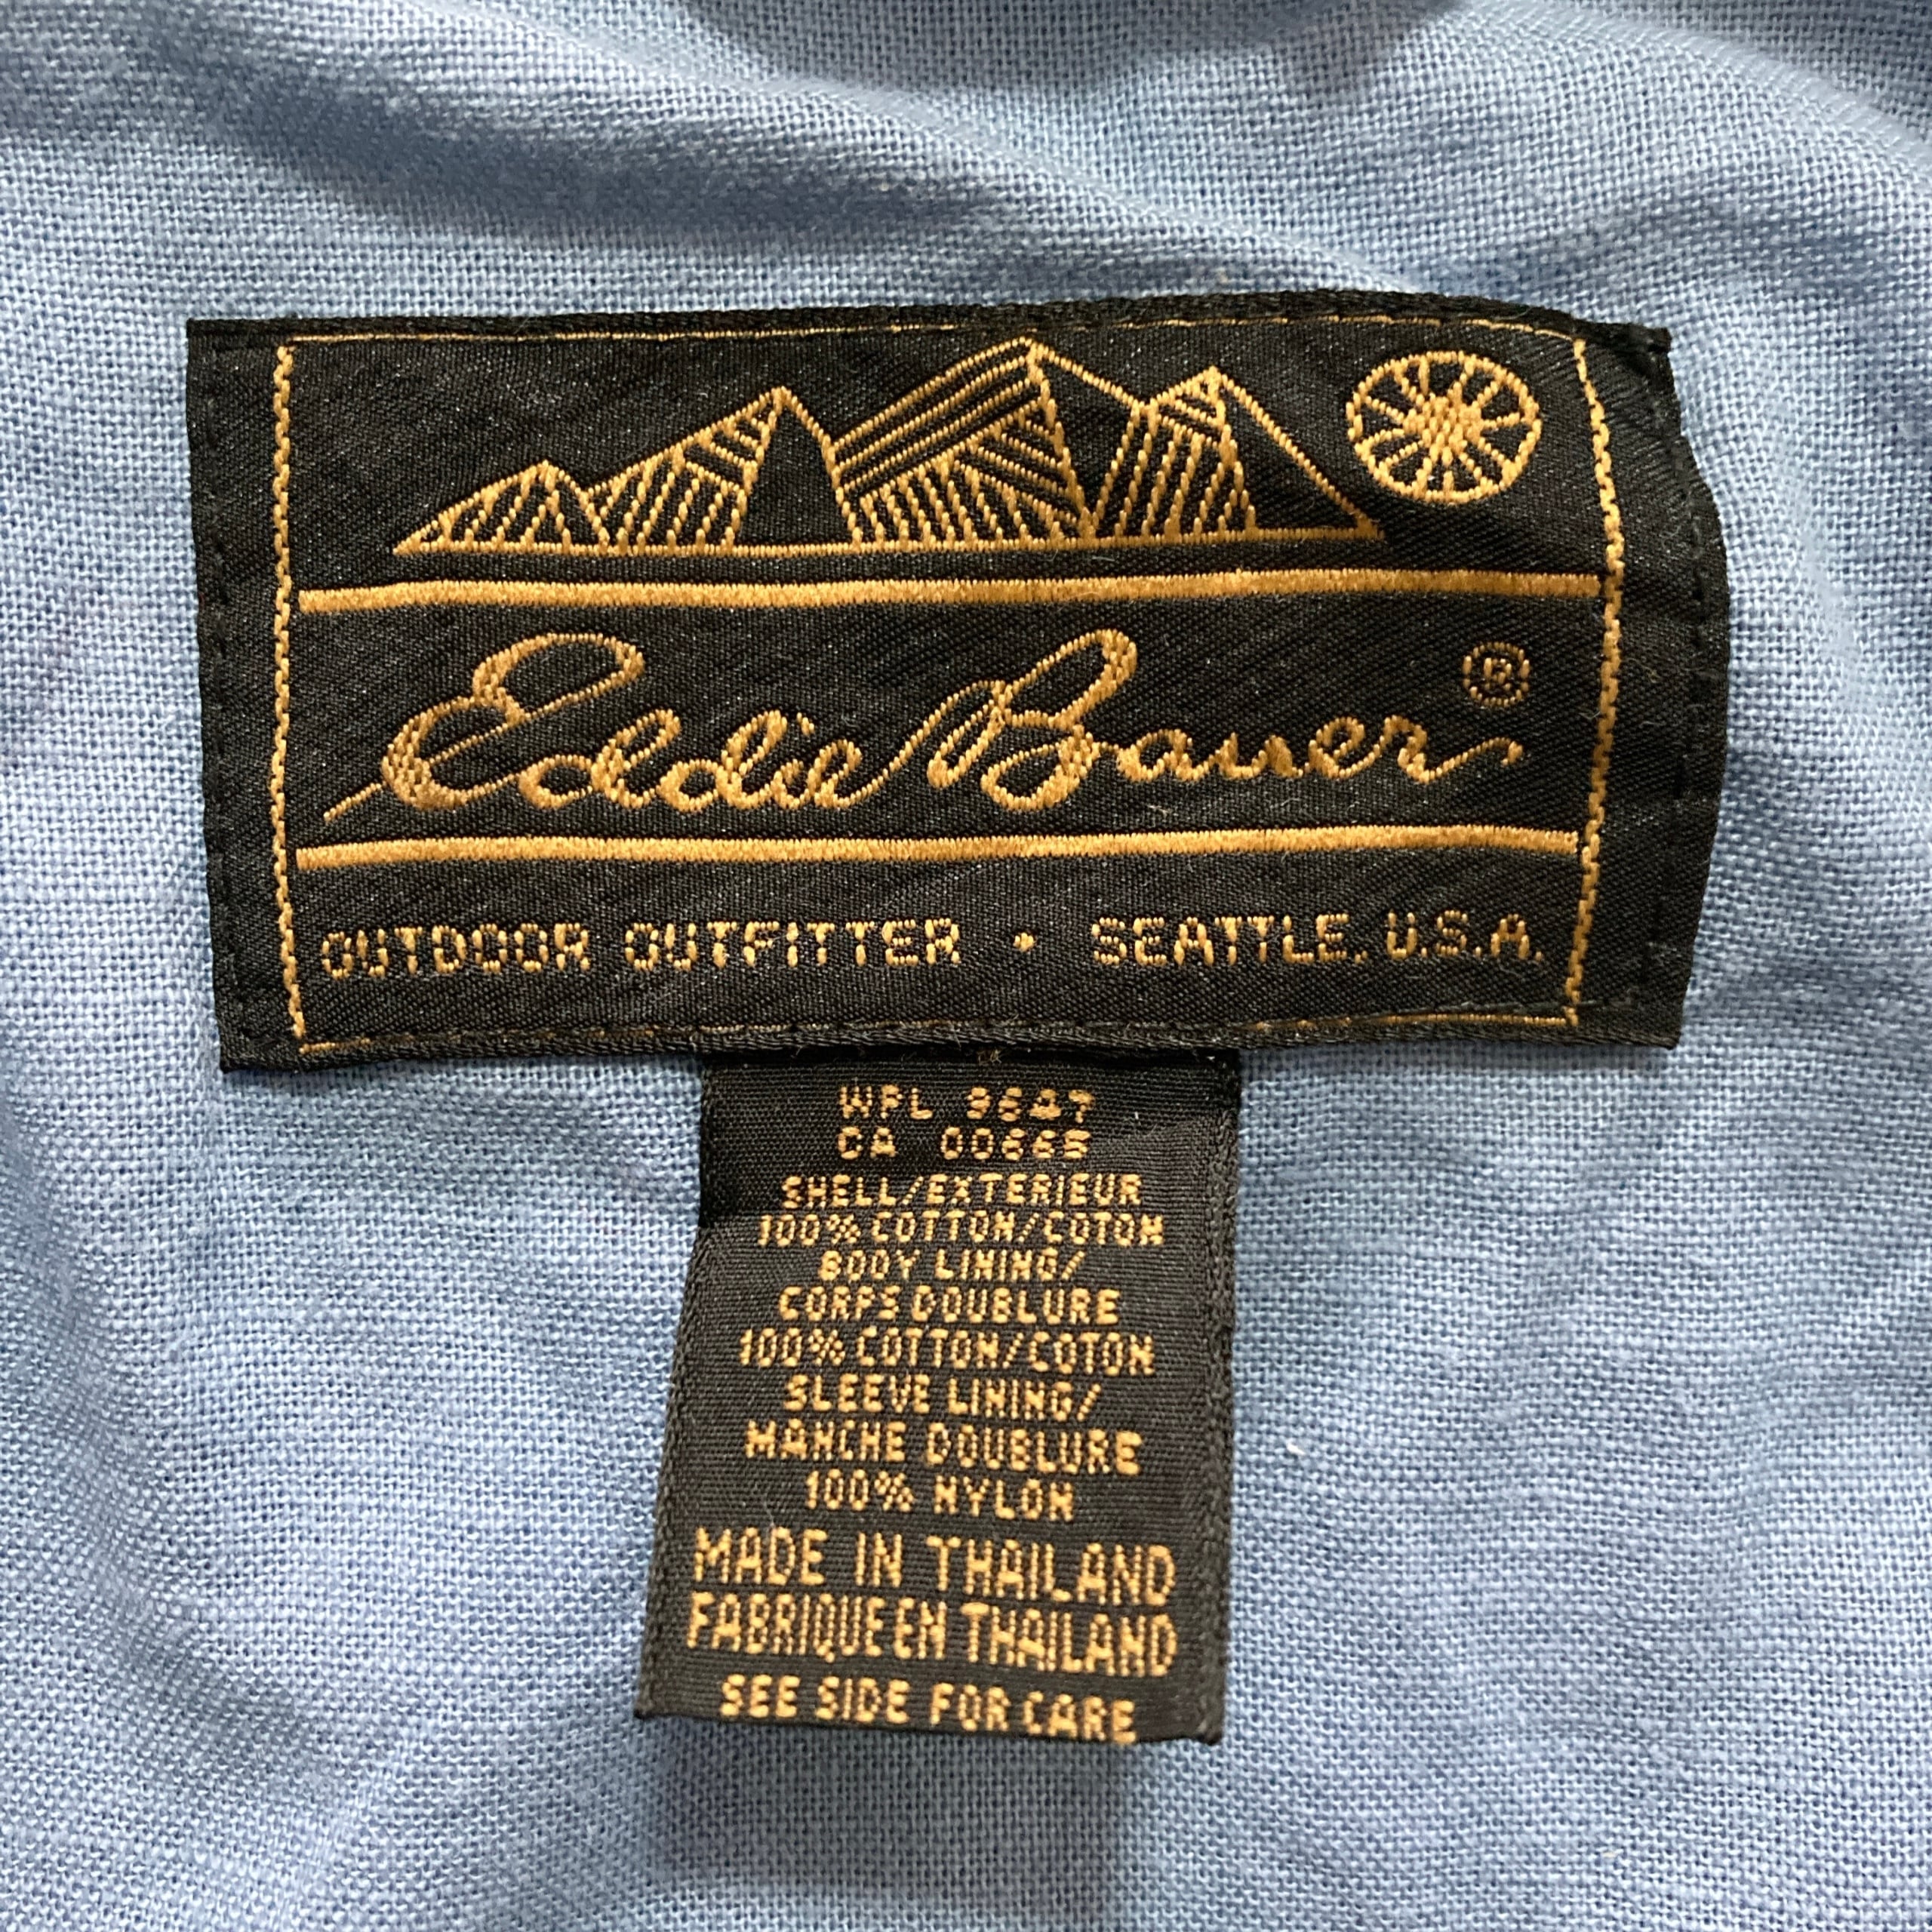 Eddie Bauer®
OUTDOOR OUTFITTER • SEATTLE, U.S.A.
WPL 9647
CA 00665
SHELL/EXTERIEUR
100% COTTON/COTON
BODY LINING/
CORPS DOUBLURE
100% COTTON/COTON
SLEEVE LINING/
MANCHE DOUBLURE
100% NYLON
MADE IN THAILAND
FABRIQUE EN THAILAND
SEE SIDE FOR CARE